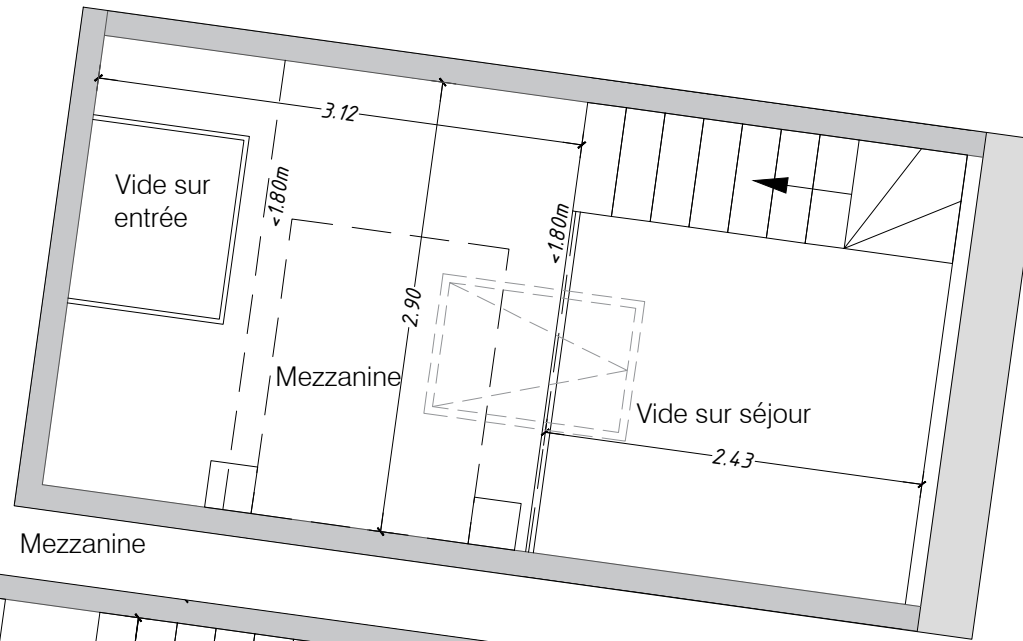 3.12
Vide sur
entrée
<1.80m
<1.80m
2.90
Mezzanine
Vide sur séjour
2.43
Mezzanine